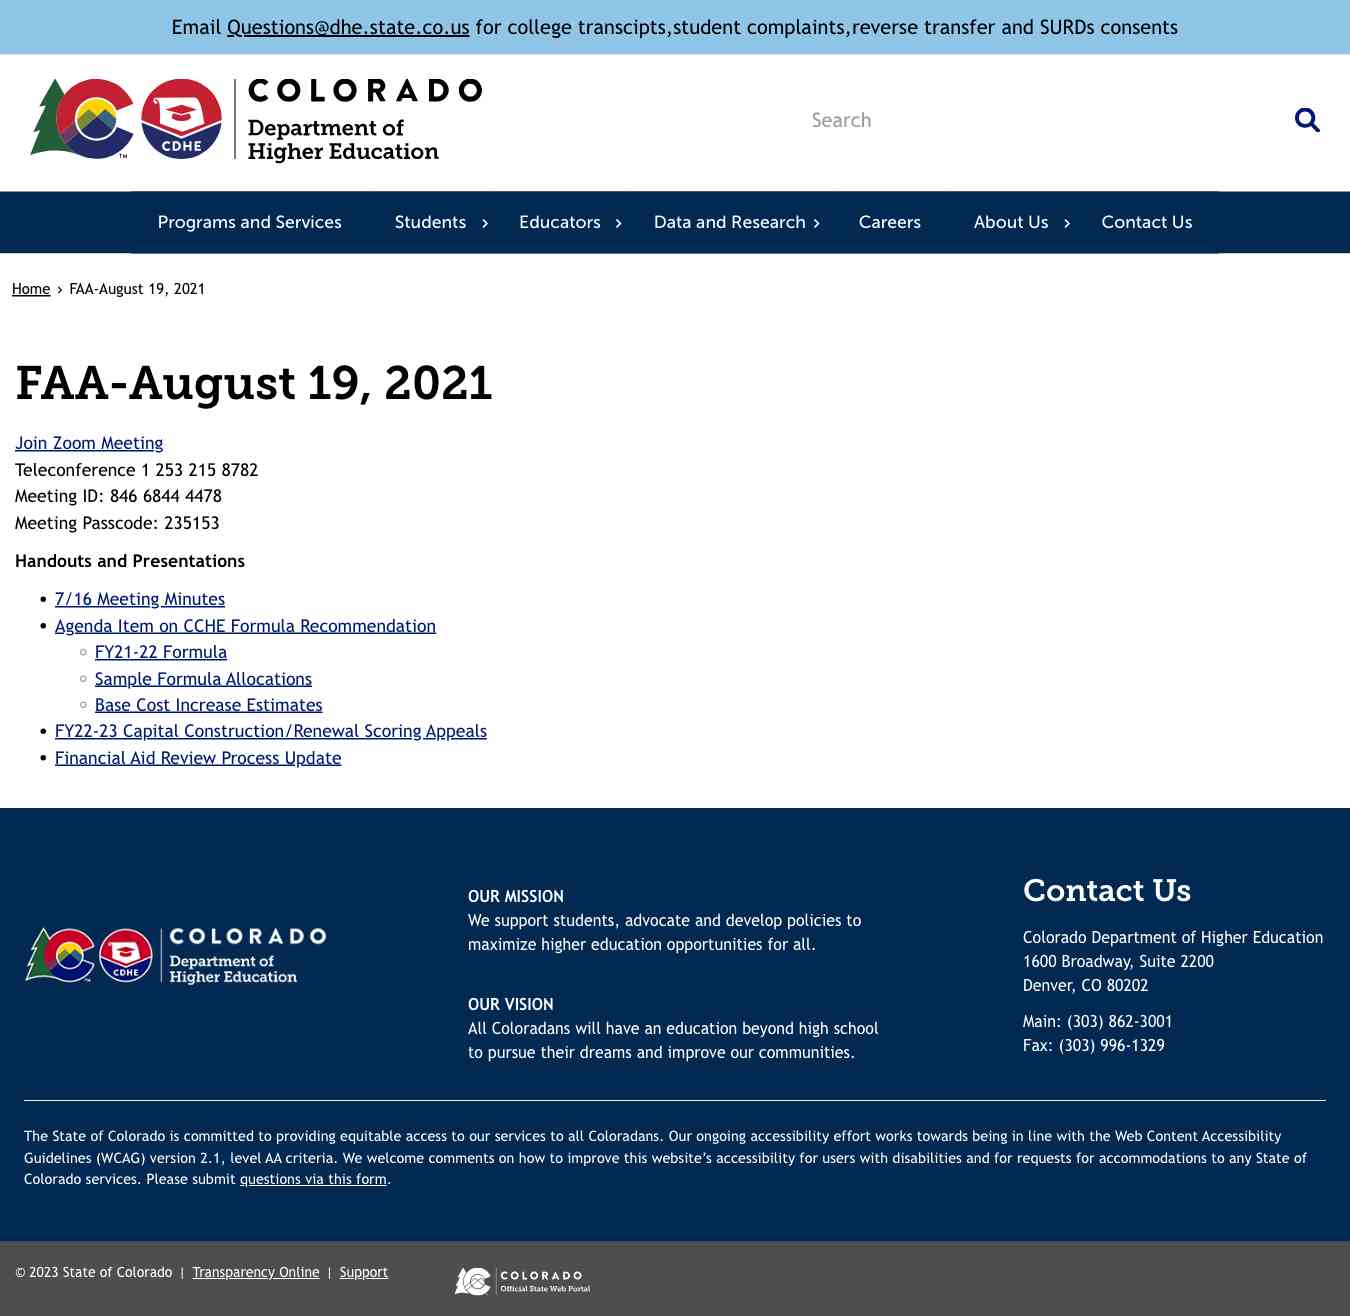 Email Questions@dhe.state.co.us for college transcipts,student complaints,reverse transfer and SURDs consents
COLORADO
Department of
Higher Education
CDHE
TM
Search
Programs and Services
Students
Educators
Data and Research
Careers
About Us
Contact Us
Home › FAA-August 19, 2021
FAA-August 19, 2021
Join Zoom Meeting
Teleconference 1 253 215 8782
Meeting ID: 846 6844 4478
Meeting Passcode: 235153
Handouts and Presentations
• 7/16 Meeting Minutes
• Agenda Item on CCHE Formula Recommendation
○ FY21-22 Formula
○ Sample Formula Allocations
○ Base Cost Increase Estimates
• FY22-23 Capital Construction/Renewal Scoring Appeals
• Financial Aid Review Process Update
COLORADO
Department of
Higher Education
CDHE
TM
OUR MISSION
We support students, advocate and develop policies to
maximize higher education opportunities for all.
OUR VISION
All Coloradans will have an education beyond high school
to pursue their dreams and improve our communities.
Contact Us
Colorado Department of Higher Education
1600 Broadway, Suite 2200
Denver, CO 80202
Main: (303) 862-3001
Fax: (303) 996-1329
The State of Colorado is committed to providing equitable access to our services to all Coloradans. Our ongoing accessibility effort works towards being in line with the Web Content Accessibility
Guidelines (WCAG) version 2.1, level AA criteria. We welcome comments on how to improve this website’s accessibility for users with disabilities and for requests for accommodations to any State of
Colorado services. Please submit questions via this form.
© 2023 State of Colorado | Transparency Online | Support
COLORADO
Official State Web Portal